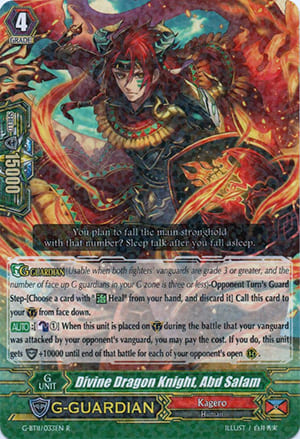 4
GRADE
SHIELD
15000
You plan to fall the main stronghold
with that number? Sleep talk after you fall asleep.
G GUARDIAN (Usable when both fighters' vanguards are grade 3 or greater, and the
number of face up G guardians in your G zone is three or less)-Opponent Turn's Guard
Step-[Choose a card with "Heal" from your hand, and discard it] Call this card to
your from face down.
AUTO : When this unit is placed on during the battle that your vanguard
was attacked by your opponent's vanguard, you may pay the cost. If you do, this unit
gets +10000 until end of that battle for each of your opponent's open
G
UNIT
Divine Dragon Knight, Abd Salam
G-GUARDIAN
Kagero
Human
G-BT11/033EN R
ILLUST / 白井秀実